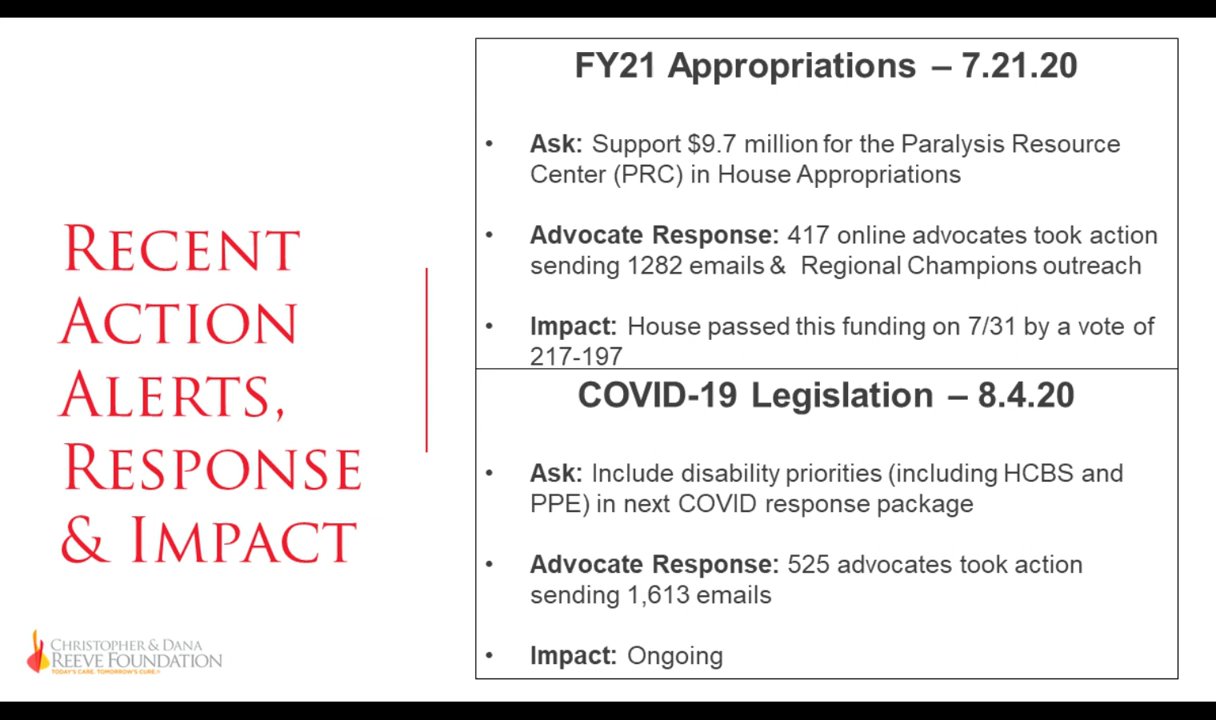 RECENT
ACTION
ALERTS,
RESPONSE
& IMPACT
CHRISTOPHER & DANA
REEVE FOUNDATION
TODAY'S CARE. TOMORROW'S CURE.®
FY21 Appropriations – 7.21.20
• Ask: Support $9.7 million for the Paralysis Resource
Center (PRC) in House Appropriations
• Advocate Response: 417 online advocates took action
sending 1282 emails & Regional Champions outreach
• Impact: House passed this funding on 7/31 by a vote of
217-197
COVID-19 Legislation – 8.4.20
• Ask: Include disability priorities (including HCBS and
PPE) in next COVID response package
• Advocate Response: 525 advocates took action
sending 1,613 emails
• Impact: Ongoing